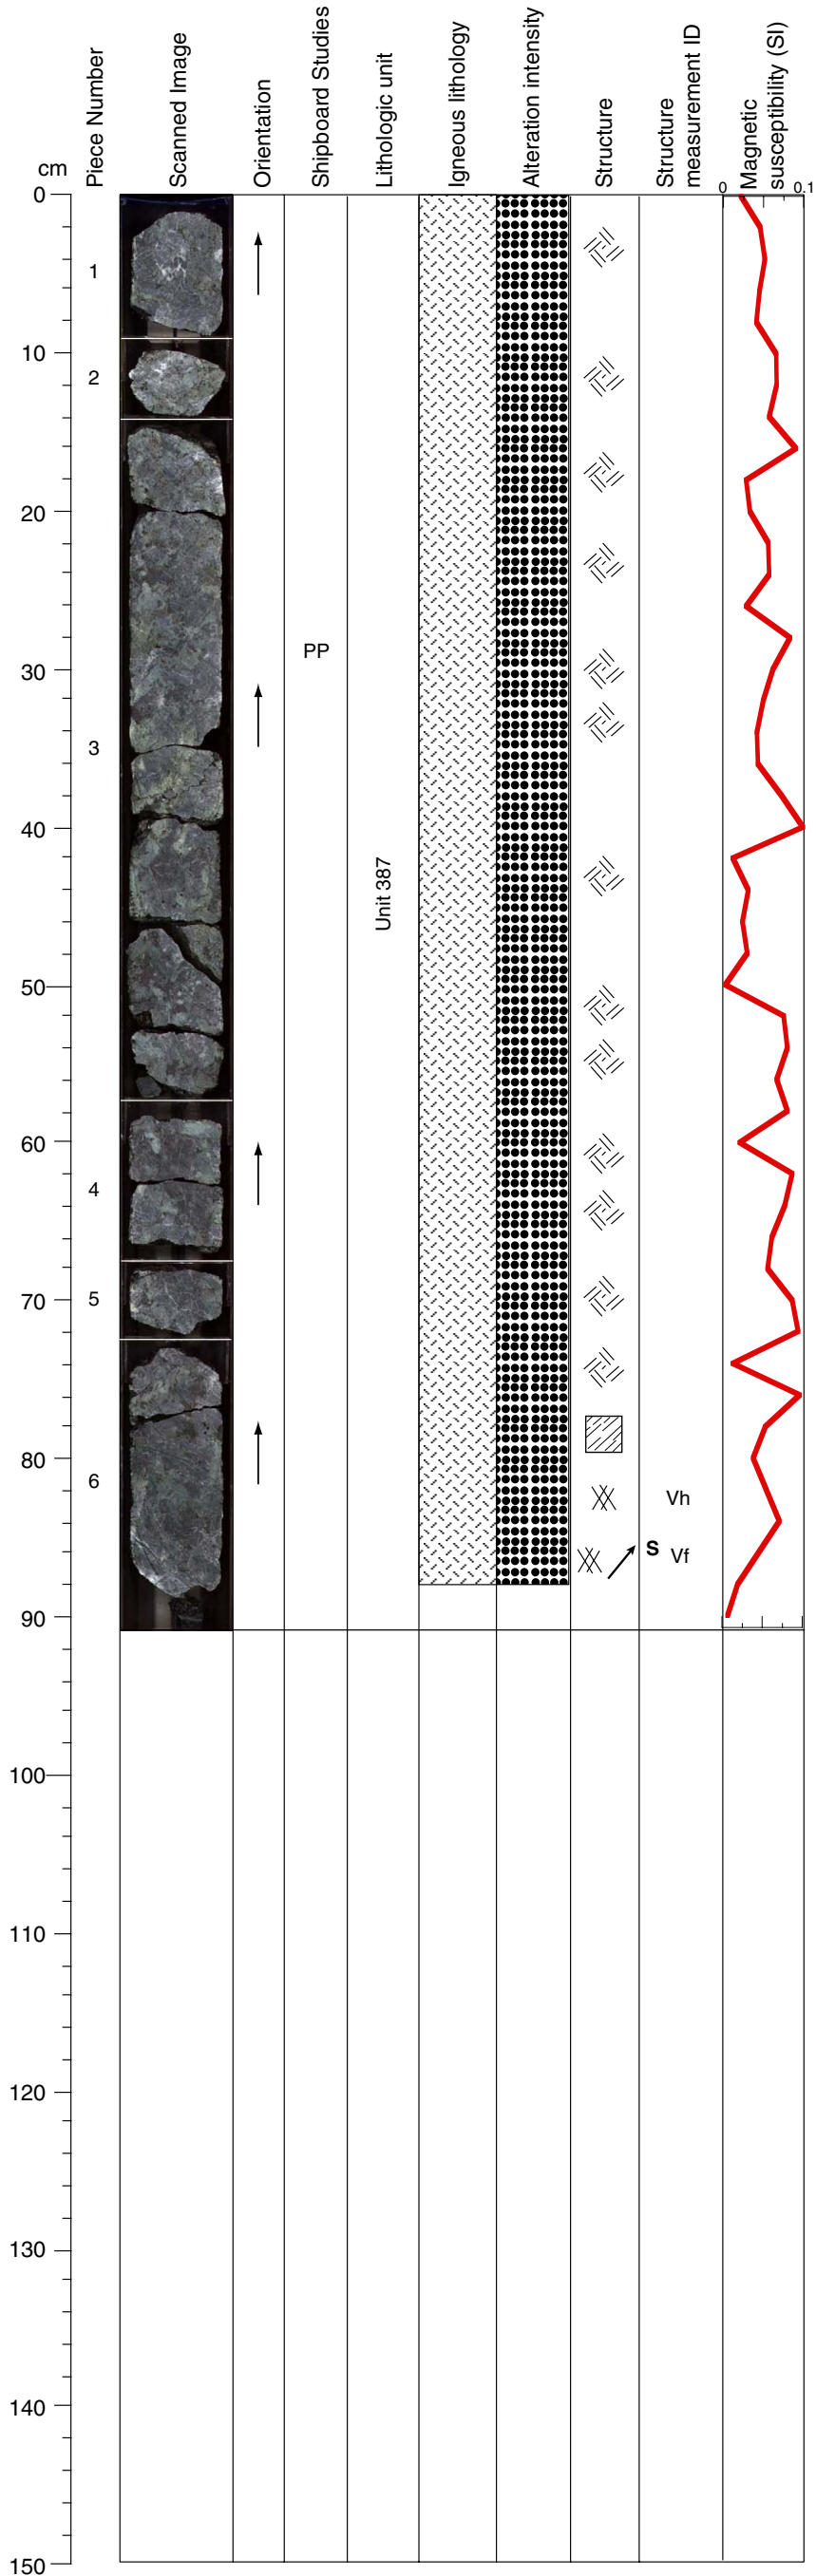 cm
Piece Number
Scanned Image
Orientation
Shipboard Studies
Lithologic unit
Igneous lithology
Alteration intensity
Structure
Structure
measurement ID
Magnetic
susceptibility (SI)
0 0.1
0
1
10
2
20
30
PP
3
40
Unit 387
50
60
4
70
5
80
6
Vh
S Vf
90
100
110
120
130
140
150